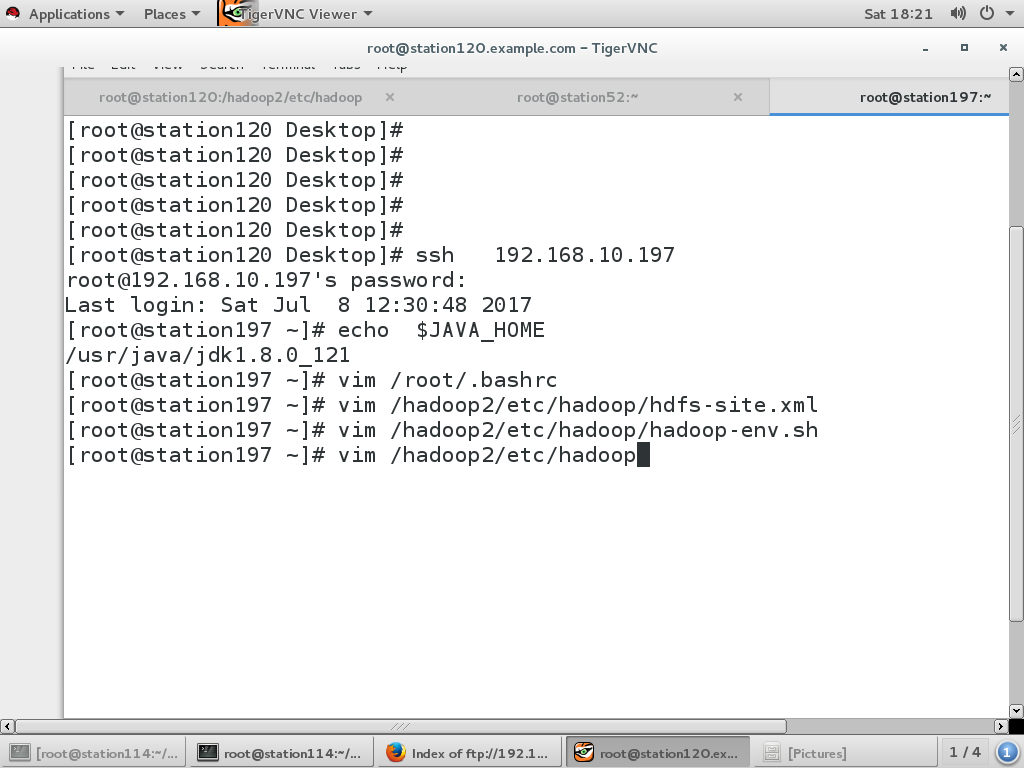 Applications Places TigerVNC Viewer Sat 18:21
root@station120.example.com – TigerVNC
File Edit View Search Terminal Tabs Help
root@station120:/hadoop2/etc/hadoop × root@station52:~ × root@station197:~
[root@station120 Desktop]#
[root@station120 Desktop]#
[root@station120 Desktop]#
[root@station120 Desktop]#
[root@station120 Desktop]#
[root@station120 Desktop]# ssh   192.168.10.197
root@192.168.10.197's password:
Last login: Sat Jul  8 12:30:48 2017
[root@station197 ~]# echo  $JAVA_HOME
/usr/java/jdk1.8.0_121
[root@station197 ~]# vim /root/.bashrc
[root@station197 ~]# vim /hadoop2/etc/hadoop/hdfs-site.xml
[root@station197 ~]# vim /hadoop2/etc/hadoop/hadoop-env.sh
[root@station197 ~]# vim /hadoop2/etc/hadoop
[root@station114:~/... root@station114:~/... Index of ftp://192.1... root@station120.ex... [Pictures] 1 / 4 1